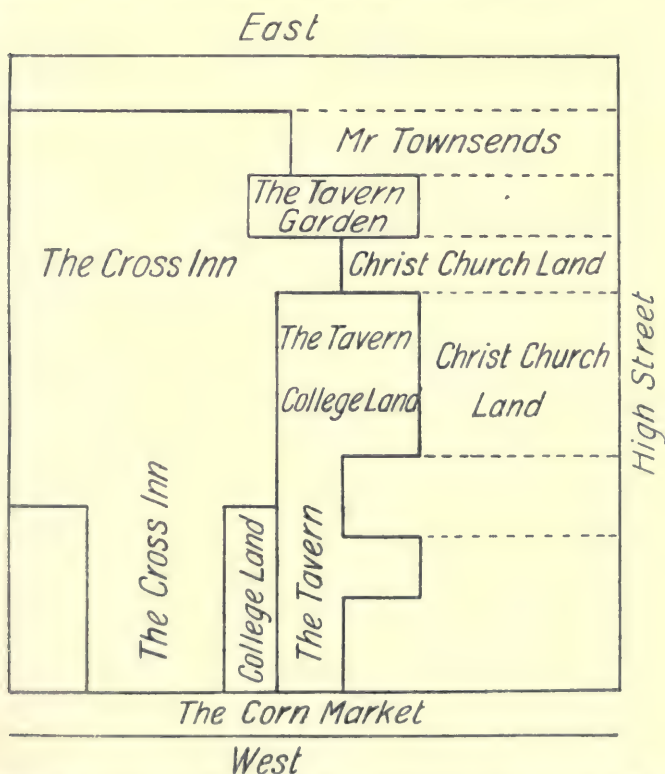 East
Mr Townsends
The Tavern
Garden
The Cross Inn
Christ Church Land
The Tavern
College Land
Christ Church
Land
High Street
The Cross Inn
College Land
The Tavern
The Corn Market
West